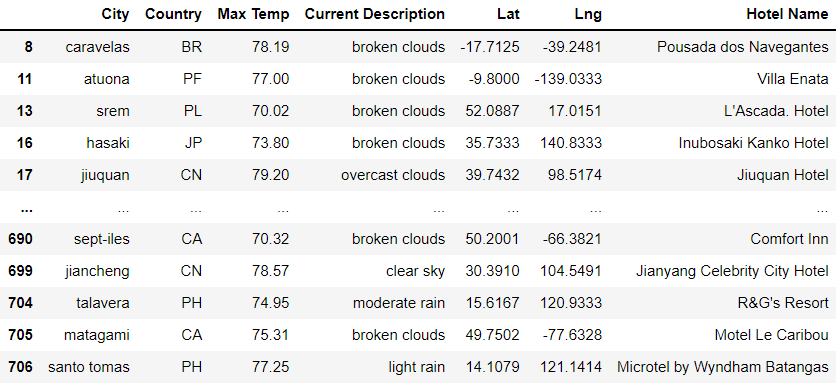 City Country Max Temp Current Description Lat Lng Hotel Name
8 caravelas BR 78.19 broken clouds -17.7125 -39.2481 Pousada dos Navegantes
11 atuona PF 77.00 broken clouds -9.8000 -139.0333 Villa Enata
13 srem PL 70.02 broken clouds 52.0887 17.0151 L'Ascada. Hotel
16 hasaki JP 73.80 broken clouds 35.7333 140.8333 Inubosaki Kanko Hotel
17 jiuquan CN 79.20 overcast clouds 39.7432 98.5174 Jiuquan Hotel
... ... ... ... ... ... ... ...
690 sept-iles CA 70.32 broken clouds 50.2001 -66.3821 Comfort Inn
699 jiancheng CN 78.57 clear sky 30.3910 104.5491 Jianyang Celebrity City Hotel
704 talavera PH 74.95 moderate rain 15.6167 120.9333 R&G's Resort
705 matagami CA 75.31 broken clouds 49.7502 -77.6328 Motel Le Caribou
706 santo tomas PH 77.25 light rain 14.1079 121.1414 Microtel by Wyndham Batangas